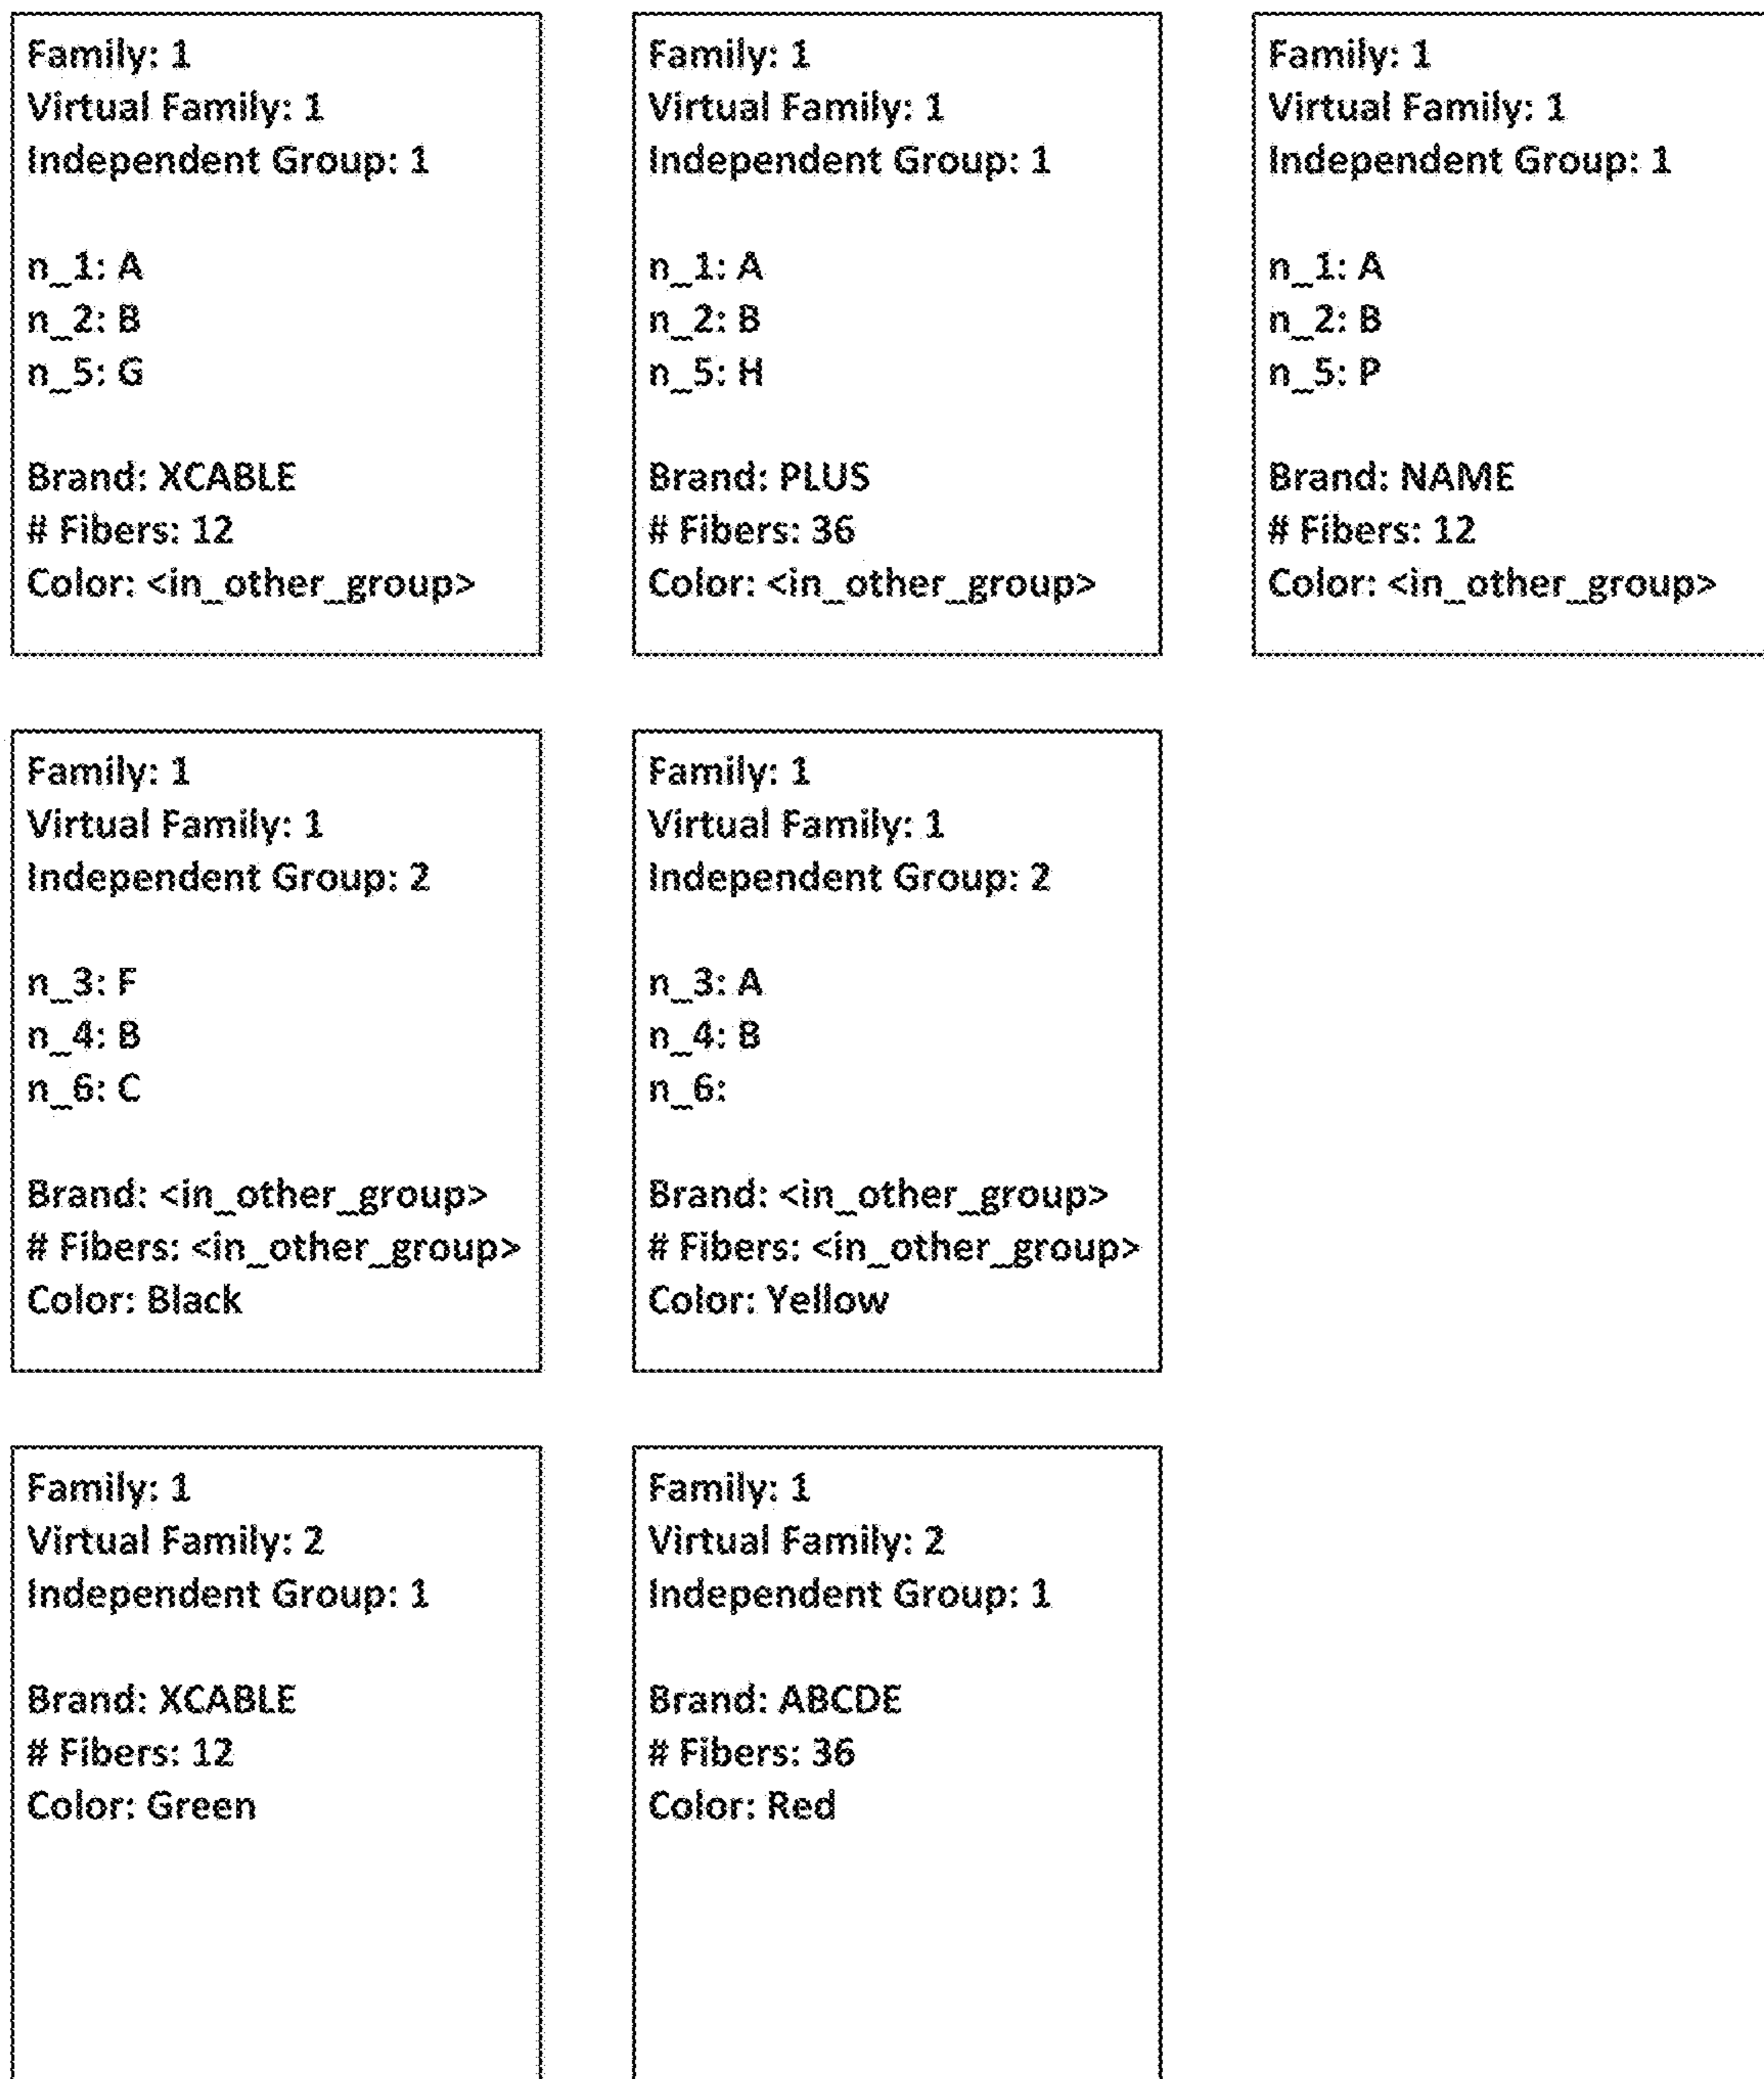 Family: 1
Virtual Family: 1
Independent Group: 1
n_1: A
n_2: B
n_5: G
Brand: XCABLE
# Fibers: 12
Color: <in_other_group>
Family: 1
Virtual Family: 1
Independent Group: 1
n_1: A
n_2: B
n_5: H
Brand: PLUS
# Fibers: 36
Color: <in_other_group>
Family: 1
Virtual Family: 1
Independent Group: 1
n_1: A
n_2: B
n_5: P
Brand: NAME
# Fibers: 12
Color: <in_other_group>
Family: 1
Virtual Family: 1
Independent Group: 2
n_3: F
n_4: B
n_6: C
Brand: <in_other_group>
# Fibers: <in_other_group>
Color: Black
Family: 1
Virtual Family: 1
Independent Group: 2
n_3: A
n_4: B
n_6:
Brand: <in_other_group>
# Fibers: <in_other_group>
Color: Yellow
Family: 1
Virtual Family: 2
Independent Group: 1
Brand: XCABLE
# Fibers: 12
Color: Green
Family: 1
Virtual Family: 2
Independent Group: 1
Brand: ABCDE
# Fibers: 36
Color: Red